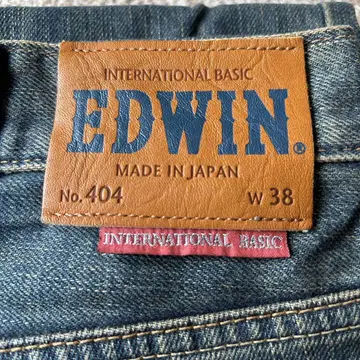 INTERNATIONAL BASIC
EDWIN®
MADE IN JAPAN
No. 404 W 38
INTERNATIONAL BASIC